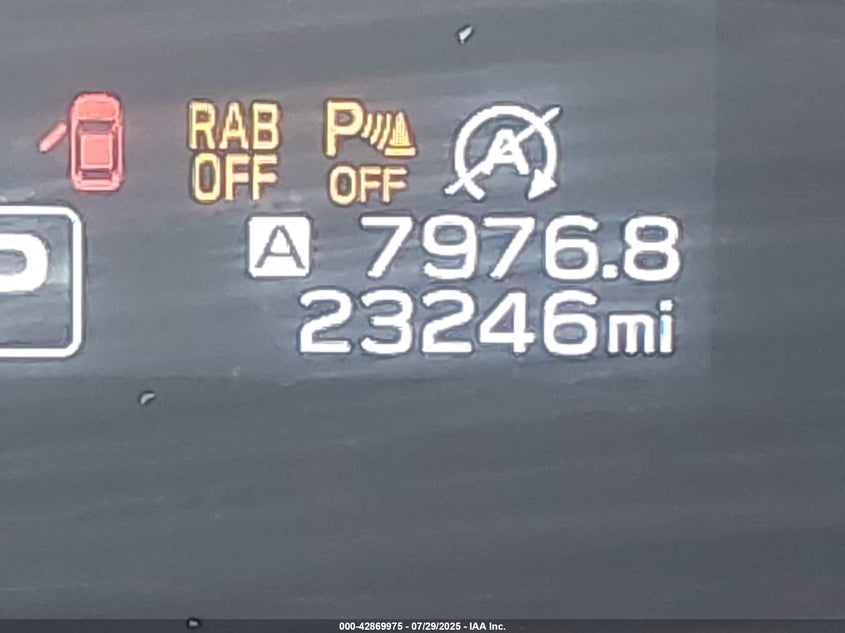 RAB OFF
P OFF
A
A 7976.8
P
23246mi
000-42869975 - 07/29/2025 - IAA Inc.